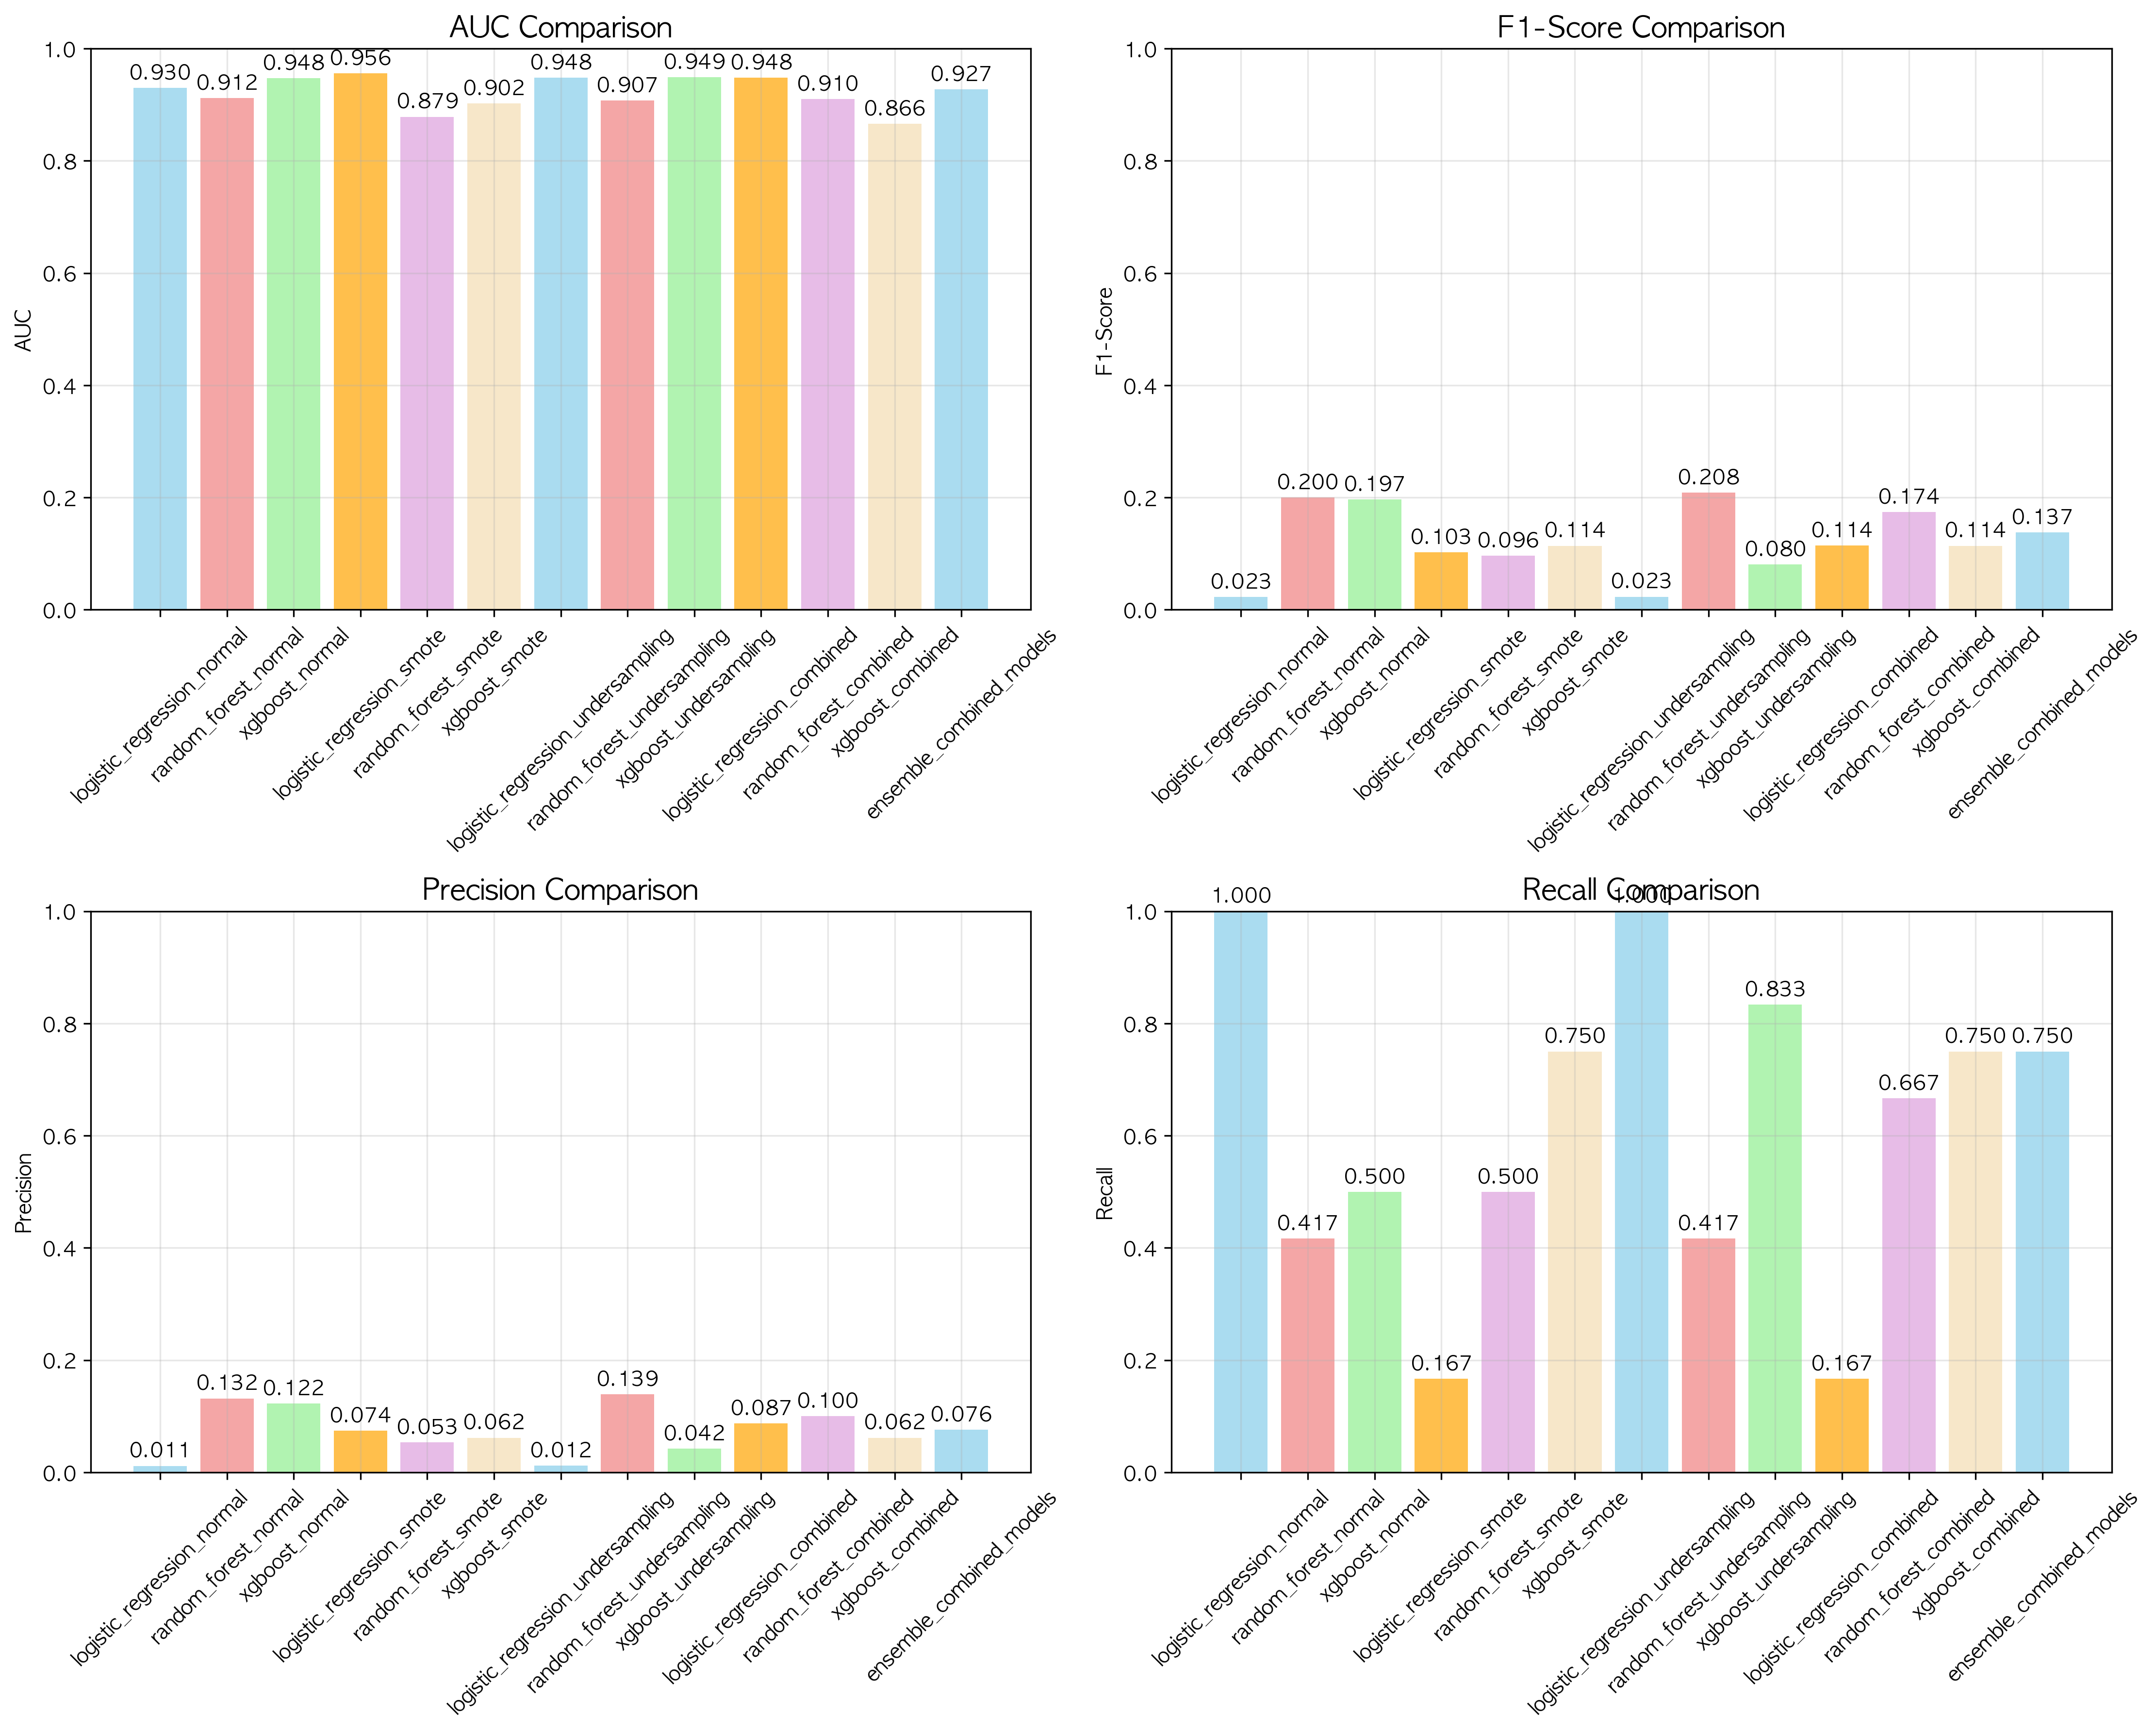 AUC Comparison
AUC
1.0
0.8
0.6
0.4
0.2
0.0
0.930
0.912
0.948
0.956
0.879
0.902
0.948
0.907
0.949
0.948
0.910
0.866
0.927
logistic_regression_normal
random_forest_normal
xgboost_normal
logistic_regression_smote
random_forest_smote
xgboost_smote
logistic_regression_undersampling
random_forest_undersampling
xgboost_undersampling
logistic_regression_combined
random_forest_combined
xgboost_combined
ensemble_combined_models
F1-Score Comparison
F1-Score
1.0
0.8
0.6
0.4
0.2
0.0
0.023
0.200
0.197
0.103
0.096
0.114
0.023
0.208
0.080
0.114
0.174
0.114
0.137
logistic_regression_normal
random_forest_normal
xgboost_normal
logistic_regression_smote
random_forest_smote
xgboost_smote
logistic_regression_undersampling
random_forest_undersampling
xgboost_undersampling
logistic_regression_combined
random_forest_combined
xgboost_combined
ensemble_combined_models
Precision Comparison
Precision
1.0
0.8
0.6
0.4
0.2
0.0
0.011
0.132
0.122
0.074
0.053
0.062
0.012
0.139
0.042
0.087
0.100
0.062
0.076
logistic_regression_normal
random_forest_normal
xgboost_normal
logistic_regression_smote
random_forest_smote
xgboost_smote
logistic_regression_undersampling
random_forest_undersampling
xgboost_undersampling
logistic_regression_combined
random_forest_combined
xgboost_combined
ensemble_combined_models
Recall Comparison
Recall
1.0
0.8
0.6
0.4
0.2
0.0
1.000
0.417
0.500
0.167
0.500
0.750
1.000
0.417
0.833
0.167
0.667
0.750
0.750
logistic_regression_normal
random_forest_normal
xgboost_normal
logistic_regression_smote
random_forest_smote
xgboost_smote
logistic_regression_undersampling
random_forest_undersampling
xgboost_undersampling
logistic_regression_combined
random_forest_combined
xgboost_combined
ensemble_combined_models